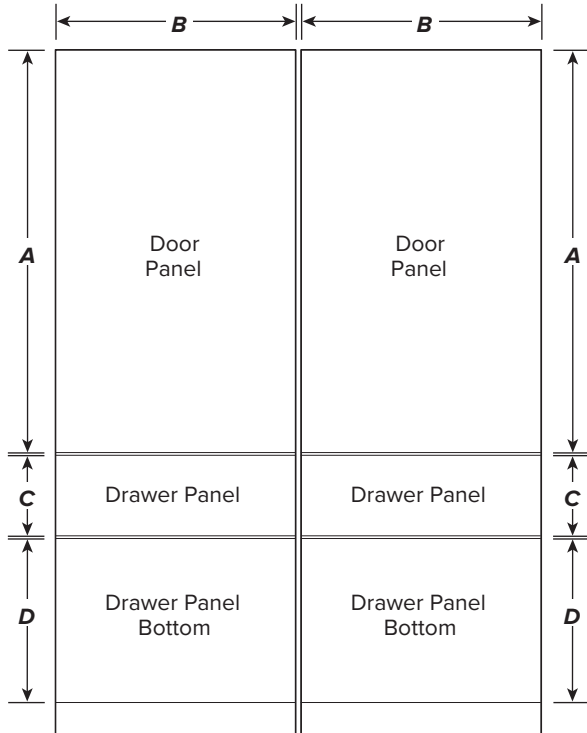 B B
A Door Door A
Panel Panel
C Drawer Panel Drawer Panel C
Drawer Panel Drawer Panel
D Bottom Bottom D